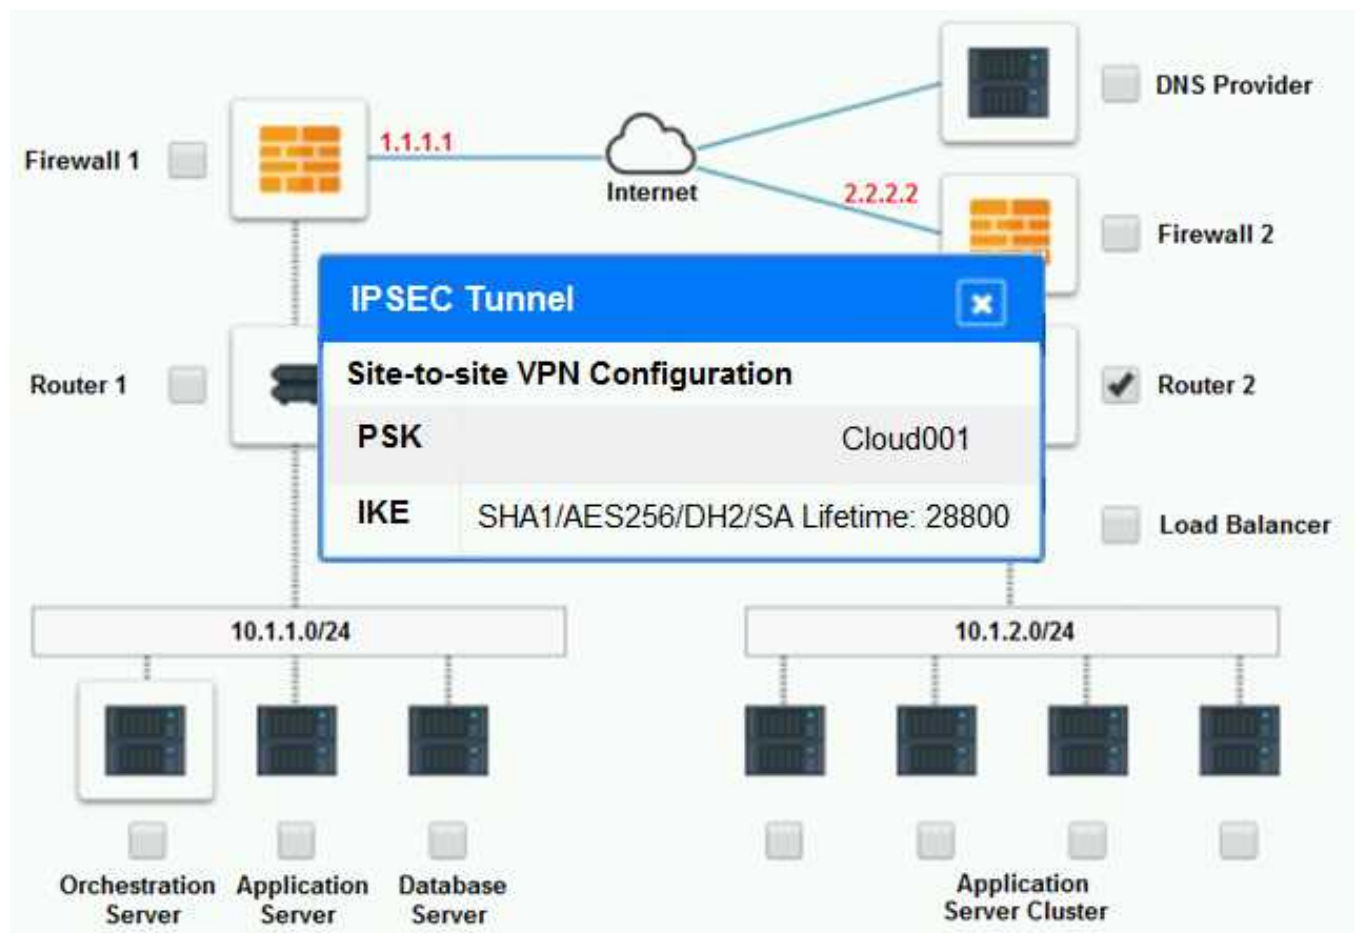 DNS Provider
Firewall 1
1.1.1.1
Internet
2.2.2.2
Firewall 2
IPSEC Tunnel
Site-to-site VPN Configuration
PSK Cloud001
IKE SHA1/AES256/DH2/SA Lifetime: 28800
Router 1
Router 2
Load Balancer
10.1.1.0/24
10.1.2.0/24
Orchestration
Server
Application
Server
Database
Server
Application
Server Cluster